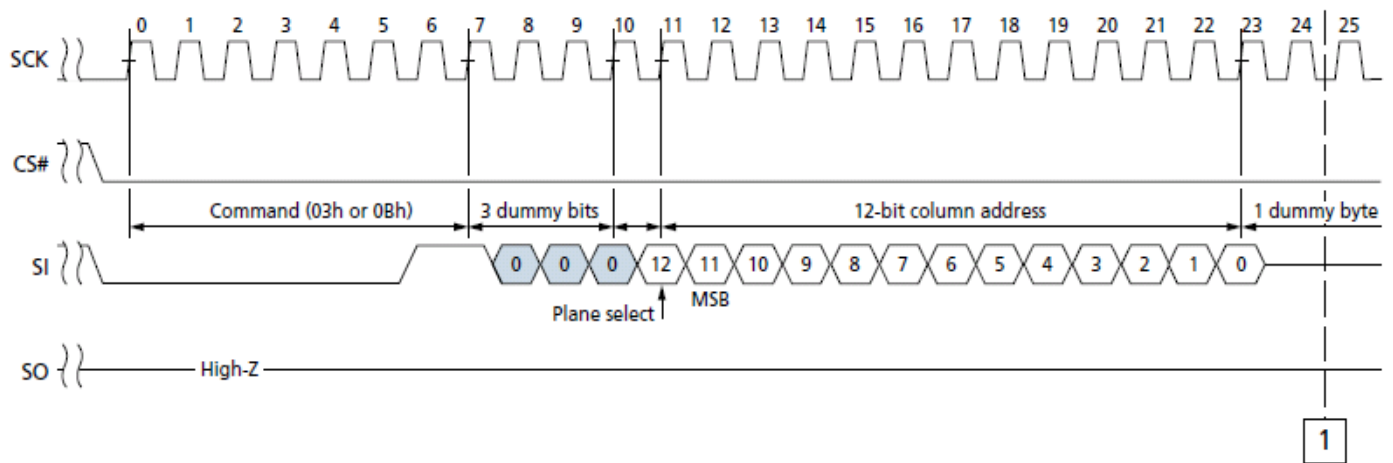 0 1 2 3 4 5 6 7 8 9 10 11 12 13 14 15 16 17 18 19 20 21 22 23 24 25
SCK
CS#
Command (03h or 0Bh) 3 dummy bits 12-bit column address 1 dummy byte
SI 0 0 0 12 11 10 9 8 7 6 5 4 3 2 1 0
MSB
Plane select
SO High-Z
1